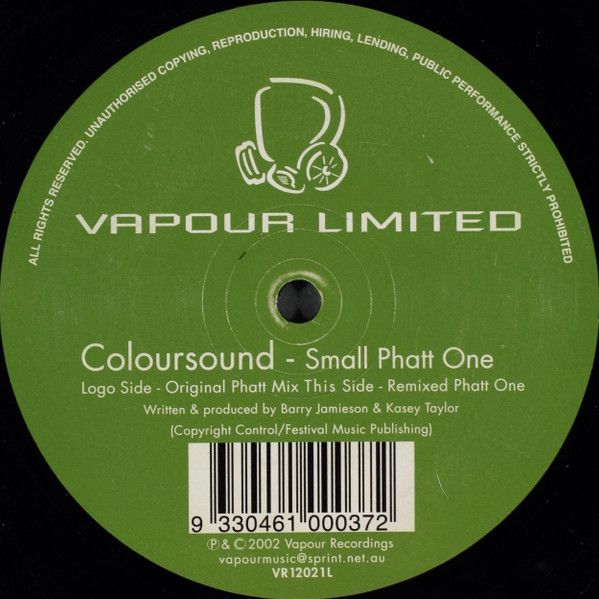 ALL RIGHTS RESERVED. UNAUTHORISED COPYING, REPRODUCTION, HIRING, LENDING, PUBLIC PERFORMANCE STRICTLY PROHIBITED
VAPOUR LIMITED
Coloursound - Small Phatt One
Logo Side - Original Phatt Mix This Side - Remixed Phatt One
Written & produced by Barry Jamieson & Kasey Taylor
(Copyright Control/Festival Music Publishing)
9 330461 000372
℗ & © 2002 Vapour Recordings
vapourmusic@sprint.net.au
VR12021L